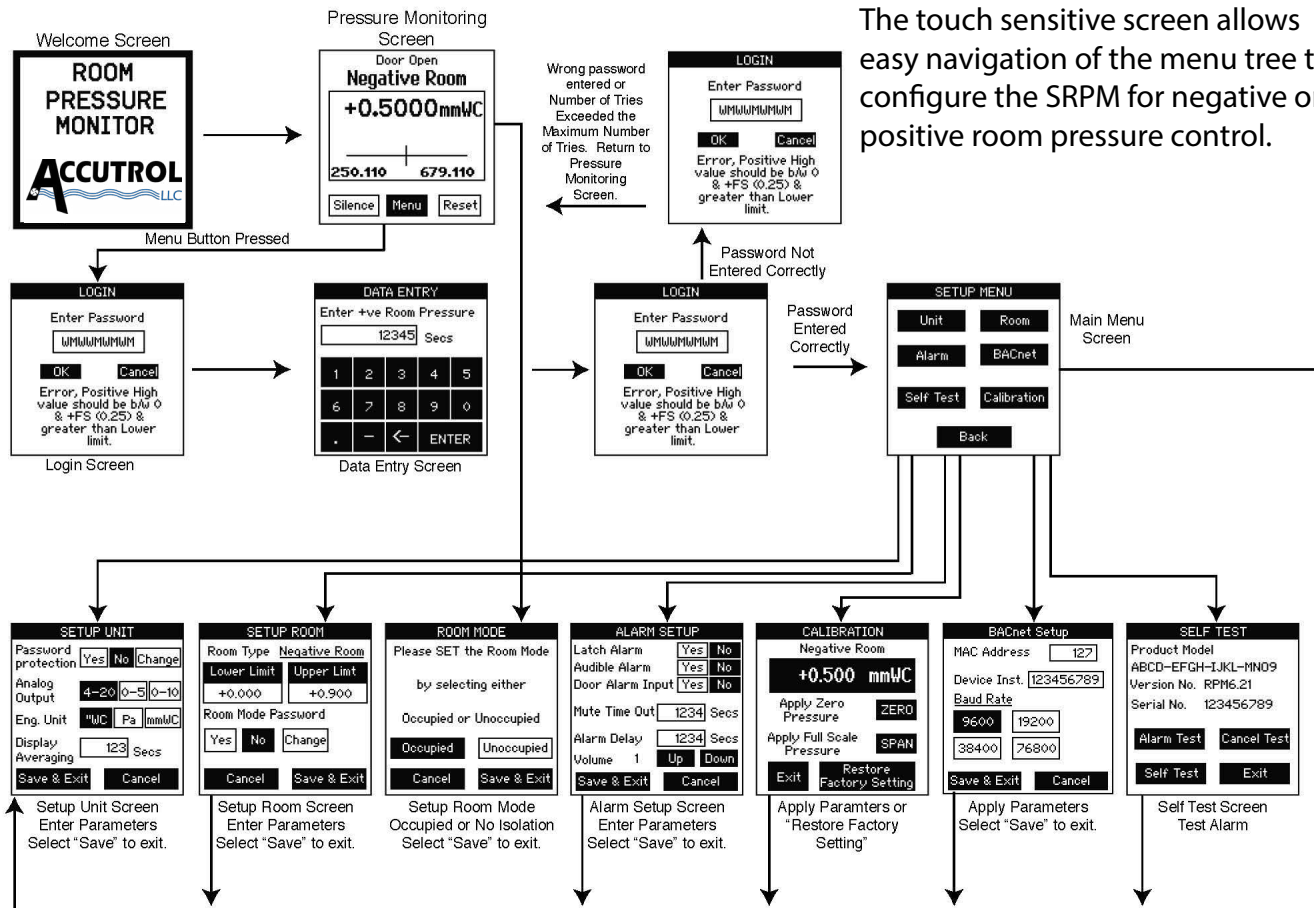 The touch sensitive screen allows
easy navigation of the menu tree t
configure the SRPM for negative o
positive room pressure control.
Welcome Screen
ROOM
PRESSURE
MONITOR
ACCUTROL
LLC
Pressure Monitoring
Screen
Door Open
Negative Room
+0.5000mmWC
250.110 679.110
Silence Menu Reset
Wrong password
entered or
Number of Tries
Exceeded the
Maximum Number
of Tries. Return to
Pressure
Monitoring
Screen.
LOGIN
Enter Password
WMWWMWMWM
OK Cancel
Error, Positive High
value should be b/w 0
& +FS (0.25) &
greater than Lower
limit.
Menu Button Pressed
Password Not
Entered Correctly
LOGIN
Enter Password
WMWWMWMWM
OK Cancel
Error, Positive High
value should be b/w 0
& +FS (0.25) &
greater than Lower
limit.
Login Screen
DATA ENTRY
Enter +ve Room Pressure
12345 Secs
1 2 3 4 5
6 7 8 9 0
. - <- ENTER
Data Entry Screen
LOGIN
Enter Password
WMWWMWMWM
OK Cancel
Error, Positive High
value should be b/w 0
& +FS (0.25) &
greater than Lower
limit.
Password
Entered
Correctly
SETUP MENU
Unit Room
Alarm BACnet
Self Test Calibration
Back
Main Menu
Screen
SETUP UNIT
Password
protection Yes No Change
Analog
Output 4-20 0-5 0-10
Eng. Unit "WC Pa mmWC
Display
Averaging 123 Secs
Save & Exit Cancel
Setup Unit Screen
Enter Parameters
Select “Save” to exit.
SETUP ROOM
Room Type Negative Room
Lower Limit Upper Limt
+0.000 +0.900
Room Mode Password
Yes No Change
Cancel Save & Exit
Setup Room Screen
Enter Parameters
Select “Save” to exit.
ROOM MODE
Please SET the Room Mode
by selecting either
Occupied or Unoccupied
Occupied Unoccupied
Cancel Save & Exit
Setup Room Mode
Occupied or No Isolation
Select “Save” to exit.
ALARM SETUP
Latch Alarm Yes No
Audible Alarm Yes No
Door Alarm Input Yes No
Mute Time Out 1234 Secs
Alarm Delay 1234 Secs
Volume 1 Up Down
Save & Exit Cancel
Alarm Setup Screen
Enter Parameters
Select “Save” to exit.
CALIBRATION
Negative Room
+0.500 mmWC
Apply Zero
Pressure ZERO
Apply Full Scale
Pressure SPAN
Exit Restore
Factory Setting
Apply Paramters or
“Restore Factory
Setting”
BACnet Setup
MAC Address 127
Device Inst. 123456789
Baud Rate
9600 19200
38400 76800
Save & Exit Cancel
Apply Parameters
Select “Save” to exit.
SELF TEST
Product Model
ABCD-EFGH-IJKL-MNO9
Version No. RPM6.21
Serial No. 123456789
Alarm Test Cancel Test
Self Test Exit
Self Test Screen
Test Alarm